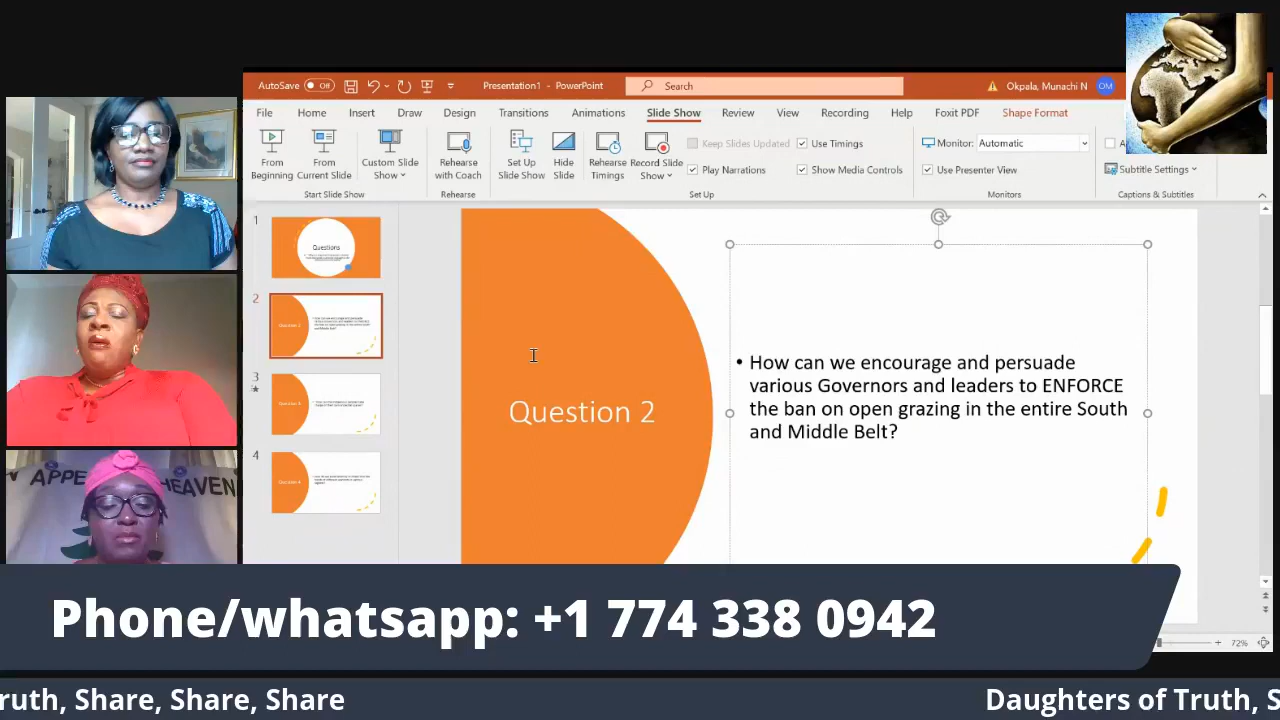 AutoSave Off
Presentation1 - PowerPoint
Search
Okpala, Munachi N
OM
File Home Insert Draw Design Transitions Animations Slide Show Review View Recording Help Foxit PDF Shape Format
From Beginning
From Current Slide
Custom Slide Show
Start Slide Show
Rehearse with Coach
Rehearse
Set Up Slide Show
Hide Slide
Rehearse Timings
Record Slide Show
Keep Slides Updated
Play Narrations
Use Timings
Show Media Controls
Set Up
Monitor: Automatic
Use Presenter View
Monitors
Subtitle Settings
Captions & Subtitles
1
Questions
2
Question 2
3
4
Question 2
• How can we encourage and persuade
various Governors and leaders to ENFORCE
the ban on open grazing in the entire South
and Middle Belt?
HEAVEN
72%
Phone/whatsapp: +1 774 338 0942
ruth, Share, Share, Share
Daughters of Truth, S